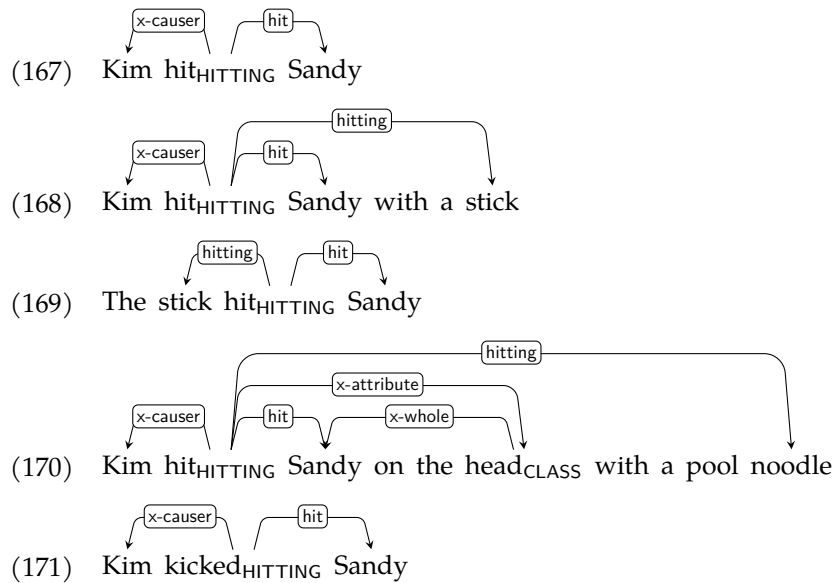 x-causer hit
(167) Kim hitHITTING Sandy
hitting
x-causer hit
(168) Kim hitHITTING Sandy with a stick
hitting hit
(169) The stick hitHITTING Sandy
hitting
x-attribute
x-causer hit x-whole
(170) Kim hitHITTING Sandy on the headCLASS with a pool noodle
x-causer hit
(171) Kim kickedHITTING Sandy